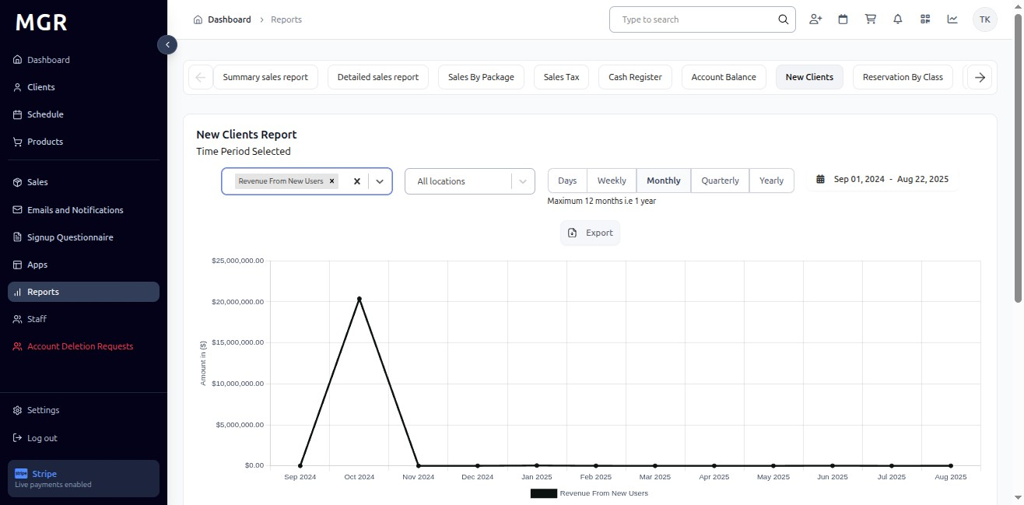 MGR
Dashboard
Clients
Schedule
Products
Sales
Emails and Notifications
Signup Questionnaire
Apps
Reports
Staff
Account Deletion Requests
Settings
Log out
Stripe
Live payments enabled
Dashboard > Reports
Type to search
TK
Summary sales report
Detailed sales report
Sales By Package
Sales Tax
Cash Register
Account Balance
New Clients
Reservation By Class
New Clients Report
Time Period Selected
Revenue From New Users
All locations
Days Weekly Monthly Quarterly Yearly
Sep 01, 2024 - Aug 22, 2025
Maximum 12 months i.e 1 year
Export
Amount in ($)
$25,000,000.00
$20,000,000.00
$15,000,000.00
$10,000,000.00
$5,000,000.00
$0.00
Sep 2024 Oct 2024 Nov 2024 Dec 2024 Jan 2025 Feb 2025 Mar 2025 Apr 2025 May 2025 Jun 2025 Jul 2025 Aug 2025
Revenue From New Users